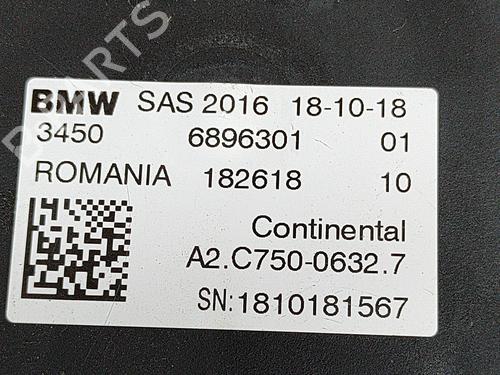 BMW SAS 2016 18-10-18
3450 6896301 01
ROMANIA 182618 10
Continental
A2.C750-0632.7
SN:1810181567
PARTS